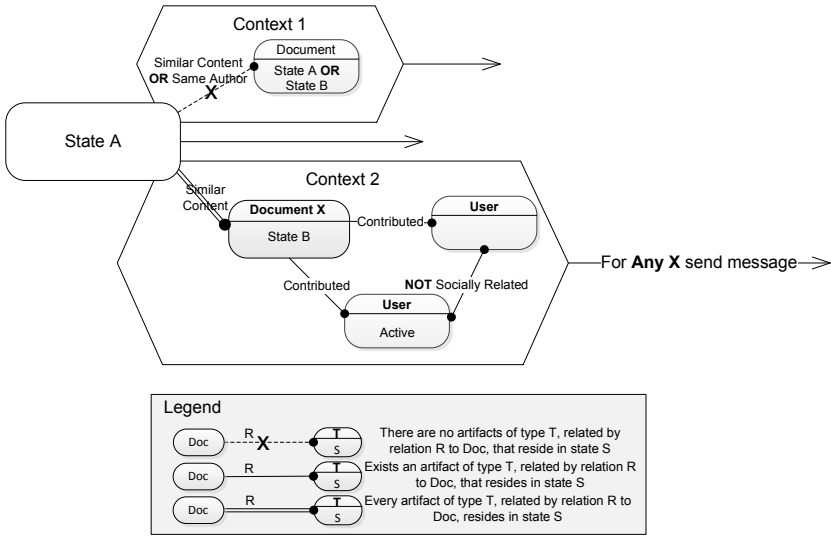 Context 1
Similar Content
OR Same Author
X
Document
State A OR
State B
State A
Context 2
Similar
Content
Document X
State B
Contributed
User
Contributed
NOT Socially Related
User
Active
For Any X send message
Legend
Doc
R
X
T
S
There are no artifacts of type T, related by
relation R to Doc, that reside in state S
Doc
R
T
S
Exists an artifact of type T, related by relation R
to Doc, that resides in state S
Doc
R
T
S
Every artifact of type T, related by relation R to
Doc, resides in state S